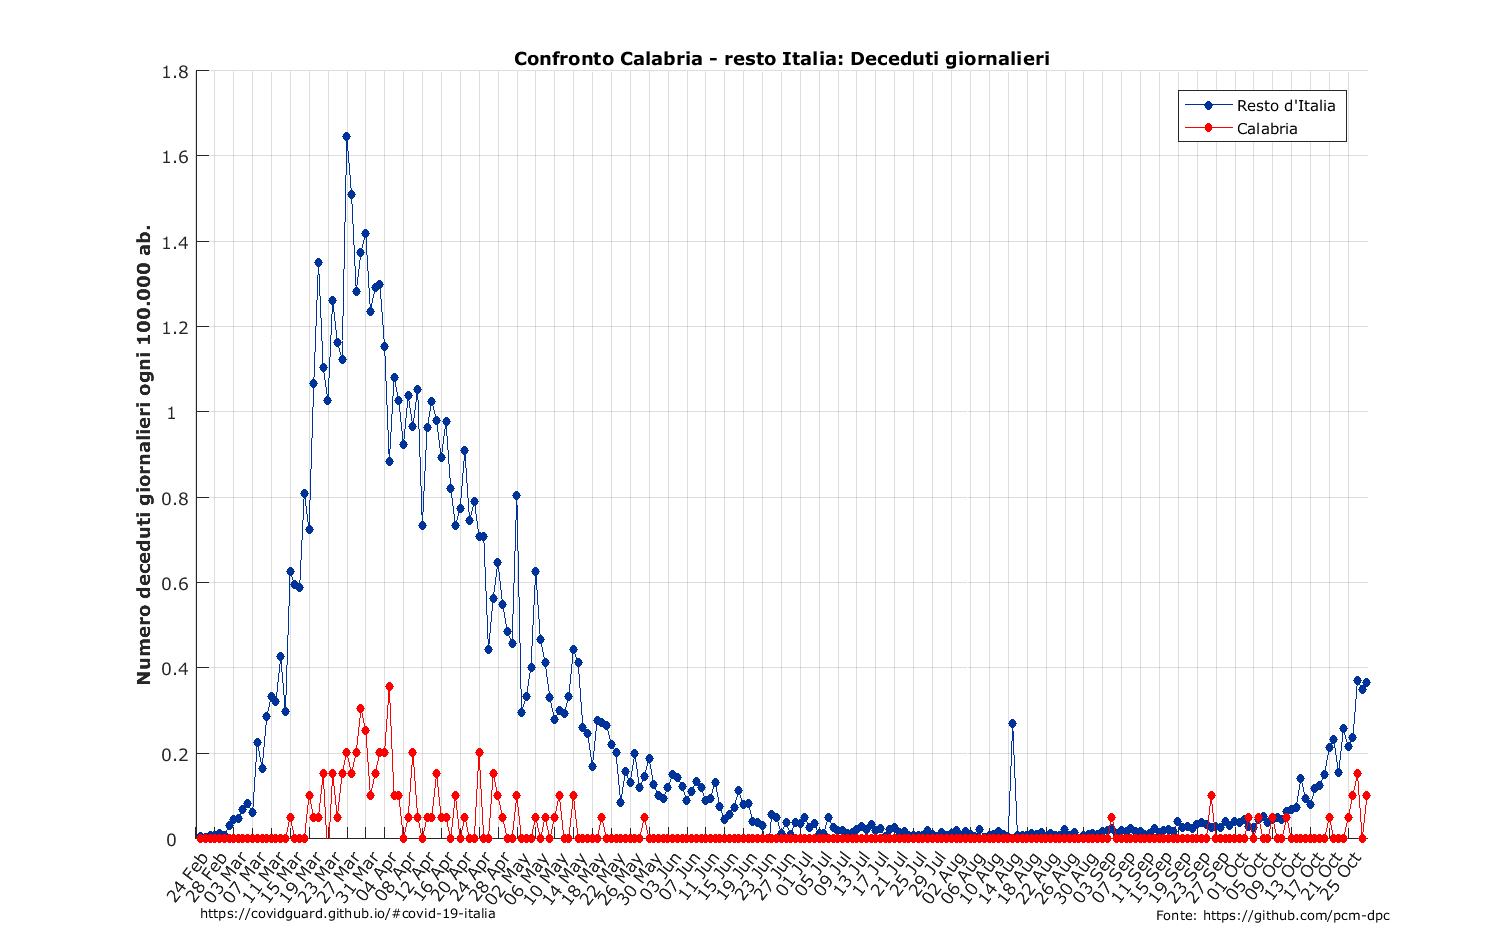 Confronto Calabria - resto Italia: Deceduti giornalieri
Resto d'Italia
Calabria
Numero deceduti giornalieri ogni 100.000 ab.
1.8
1.6
1.4
1.2
1
0.8
0.6
0.4
0.2
0
24 Feb
28 Feb
03 Mar
07 Mar
11 Mar
15 Mar
19 Mar
23 Mar
27 Mar
31 Mar
04 Apr
08 Apr
12 Apr
16 Apr
20 Apr
24 Apr
28 Apr
02 May
06 May
10 May
14 May
18 May
22 May
26 May
30 May
03 Jun
07 Jun
11 Jun
15 Jun
19 Jun
23 Jun
27 Jun
01 Jul
05 Jul
09 Jul
13 Jul
17 Jul
21 Jul
25 Jul
29 Jul
02 Aug
06 Aug
10 Aug
14 Aug
18 Aug
22 Aug
26 Aug
30 Aug
03 Sep
07 Sep
11 Sep
15 Sep
19 Sep
23 Sep
27 Sep
01 Oct
05 Oct
09 Oct
13 Oct
17 Oct
21 Oct
25 Oct
https://covidguard.github.io/#covid-19-italia
Fonte: https://github.com/pcm-dpc